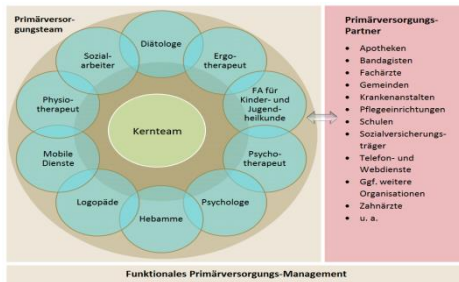 Primärver-
sorgungsteam
Diätologe
Sozial-
arbeiter
Ergo-
therapeut
Physio-
therapeut
FA für
Kinder- und
Jugend-
heilkunde
Kernteam
Mobile
Dienste
Psycho-
therapeut
Logopäde
Psychologe
Hebamme
Primärversorgungs-
Partner
• Apotheken
• Bandagisten
• Fachärzte
• Gemeinden
• Krankenanstalten
• Pflegeeinrichtungen
• Schulen
• Sozialversicherungs-
träger
• Telefon- und
Webdienste
• Ggf. weitere
Organisationen
• Zahnärzte
• u. a.
Funktionales Primärversorgungs-Management